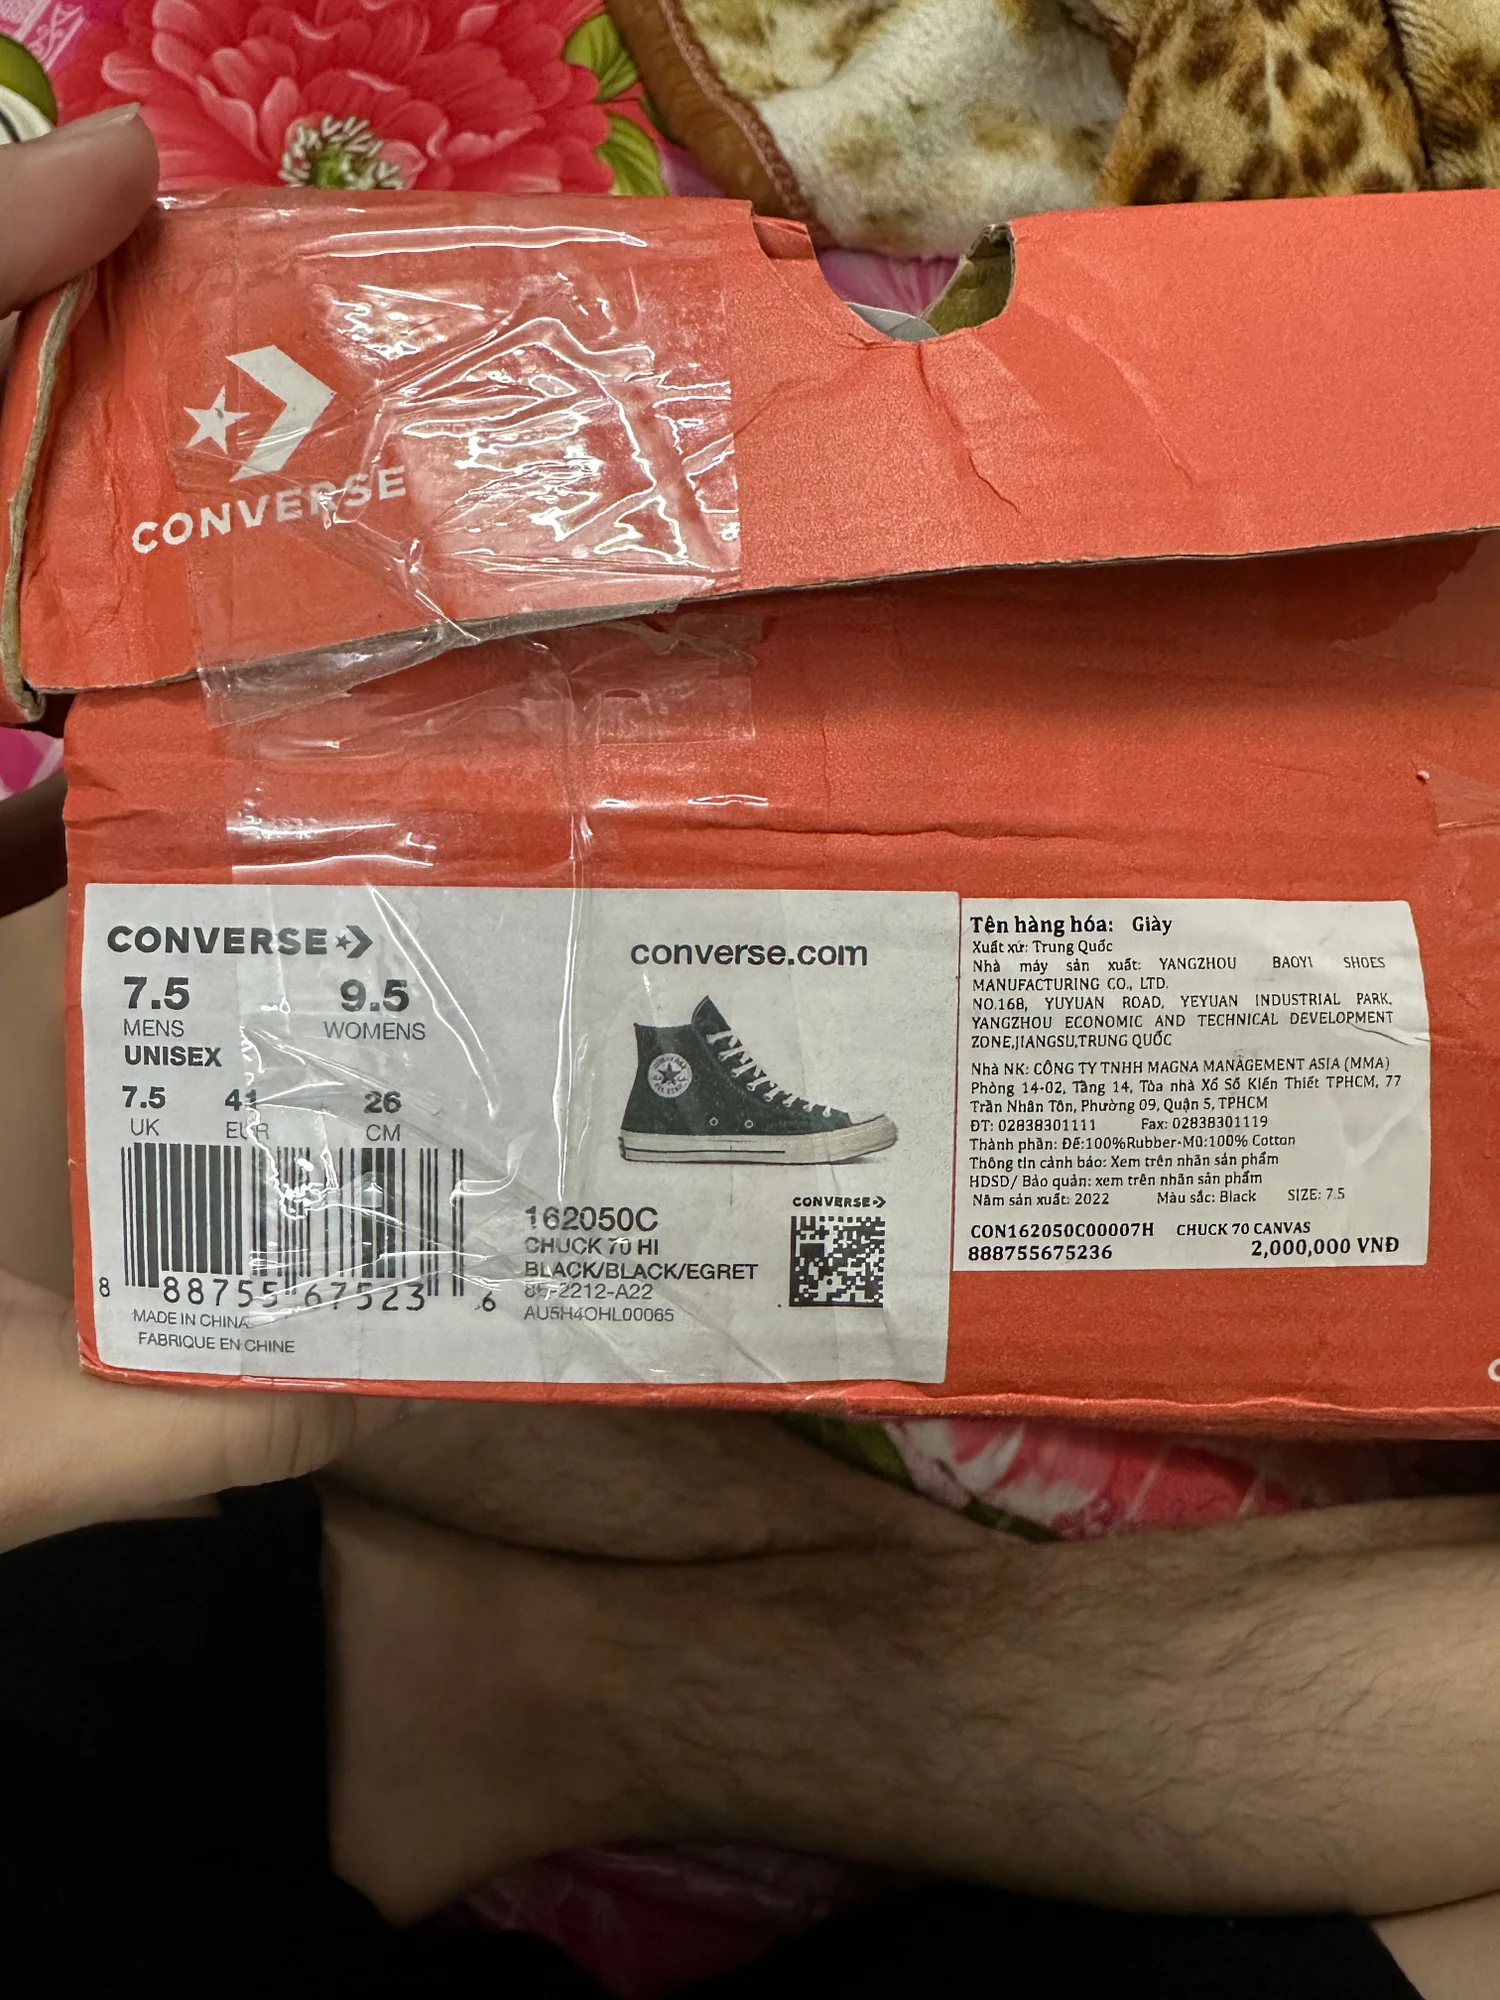 CONVERSE
CONVERSE
converse.com
7.5
MENS
UNISEX
9.5
WOMENS
7.5
UK
41
EUR
26
CM
8 88755 67523 6
MADE IN CHINA
FABRIQUE EN CHINE
162050C
CHUCK 70 HI
BLACK/BLACK/EGRET
-2212-A22
AU5H4OHL00065
CONVERSE
Tên hàng hóa: Giày
Xuất xứ: Trung Quốc
Nhà máy sản xuất: YANGZHOU BAOYI SHOES
MANUFACTURING CO., LTD.
NO.168, YUYUAN ROAD, YEYUAN INDUSTRIAL PARK,
YANGZHOU ECONOMIC AND TECHNICAL DEVELOPMENT
ZONE,JIANGSU,TRUNG QUỐC
Nhà NK: CÔNG TY TNHH MAGNA MANAGEMENT ASIA (MMA)
Phòng 14-02, Tầng 14, Tòa nhà Xổ Số Kiến Thiết TPHCM, 77
Trần Nhân Tôn, Phường 09, Quận 5, TPHCM
ĐT: 02838301111 Fax: 02838301119
Thành phần: Đế:100%Rubber-Mũ:100% Cotton
Thông tin cảnh báo: Xem trên nhãn sản phẩm
HDSD/ Bảo quản: xem trên nhãn sản phẩm
Năm sản xuất: 2022 Màu sắc: Black SIZE: 7.5
CON162050C00007H CHUCK 70 CANVAS
888755675236 2,000,000 VNĐ